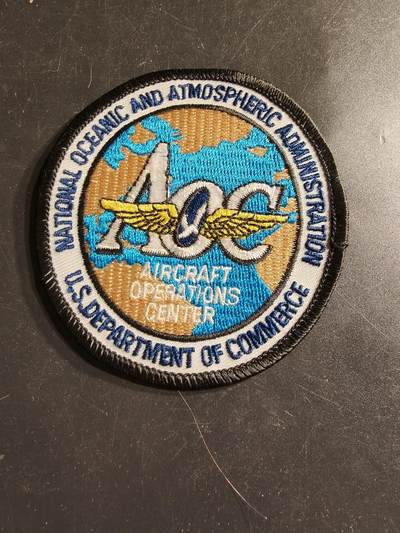 NATIONAL OCEANIC AND ATMOSPHERIC ADMINISTRATION
AOC
AIRCRAFT
OPERATIONS
CENTER
U.S. DEPARTMENT OF COMMERCE